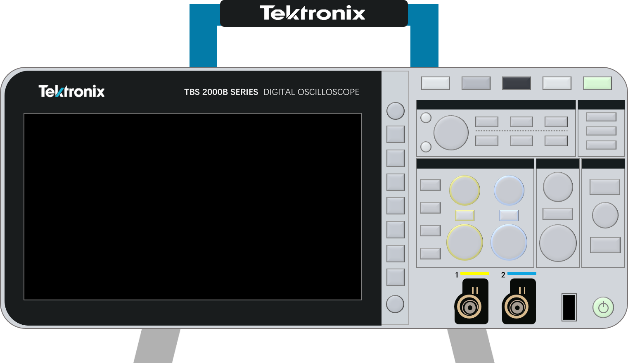 Tektronix
Tektronix
TBS 2000B SERIES DIGITAL OSCILLOSCOPE
1 2